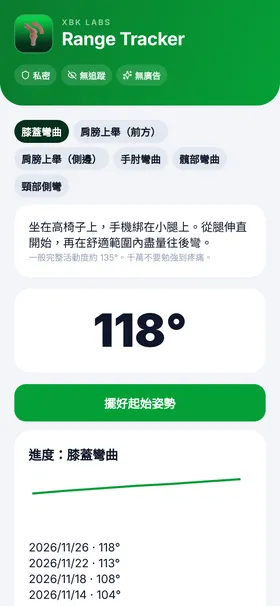 XBK LABS
Range Tracker
私密
無追蹤
無廣告
膝蓋彎曲
肩膀上舉（前方）
肩膀上舉（側邊）
手肘彎曲
髖部彎曲
頸部側彎
坐在高椅子上，手機綁在小腿上。從腿伸直
開始，再在舒適範圍內盡量往後彎。
一般完整活動度約 135°。千萬不要勉強到疼痛。
118°
擺好起始姿勢
進度：膝蓋彎曲
2026/11/26 · 118°
2026/11/22 · 113°
2026/11/18 · 108°
2026/11/14 · 104°